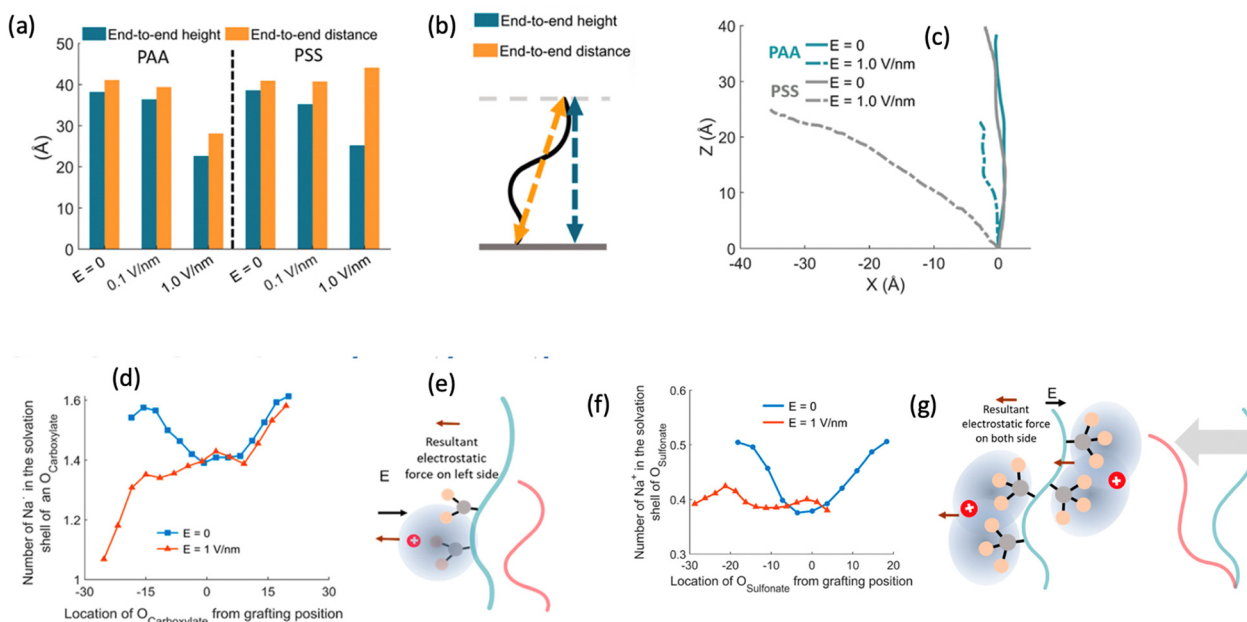 (a)
End-to-end height
End-to-end distance
PAA
PSS
50
40
30
20
10
0
(Å)
E = 0
0.1 V/nm
1.0 V/nm
E = 0
0.1 V/nm
1.0 V/nm
(b)
End-to-end height
End-to-end distance
(c)
40
30
20
10
0
Z (Å)
PAA
E = 0
E = 1.0 V/nm
PSS
E = 0
E = 1.0 V/nm
-40
-30
-20
-10
0
X (Å)
(d)
1.6
1.4
1.2
1
Number of Na⁺ in the solvation
shell of an O_Carboxylate
E = 0
E = 1 V/nm
-30
-15
0
15
30
Location of O_Carboxylate from grafting position
(e)
Resultant
electrostatic
force on left side
E
+
(f)
0.6
0.5
0.4
0.3
Number of Na⁺ in the solvation
shell of O_Sulfonate
E = 0
E = 1 V/nm
-30
-20
-10
0
10
20
Location of O_Sulfonate from grafting position
(g)
E
Resultant
electrostatic force
on both side
+
+